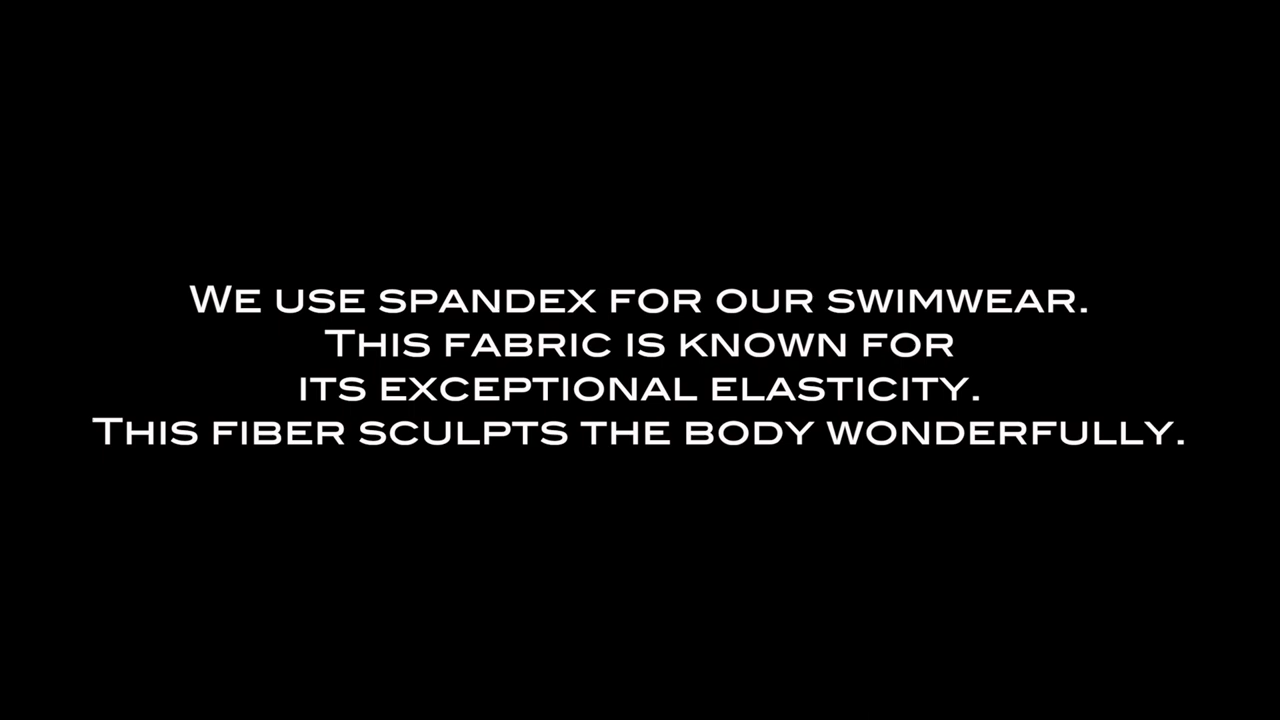 We use spandex for our swimwear.
This fabric is known for
its exceptional elasticity.
This fiber sculpts the body wonderfully.